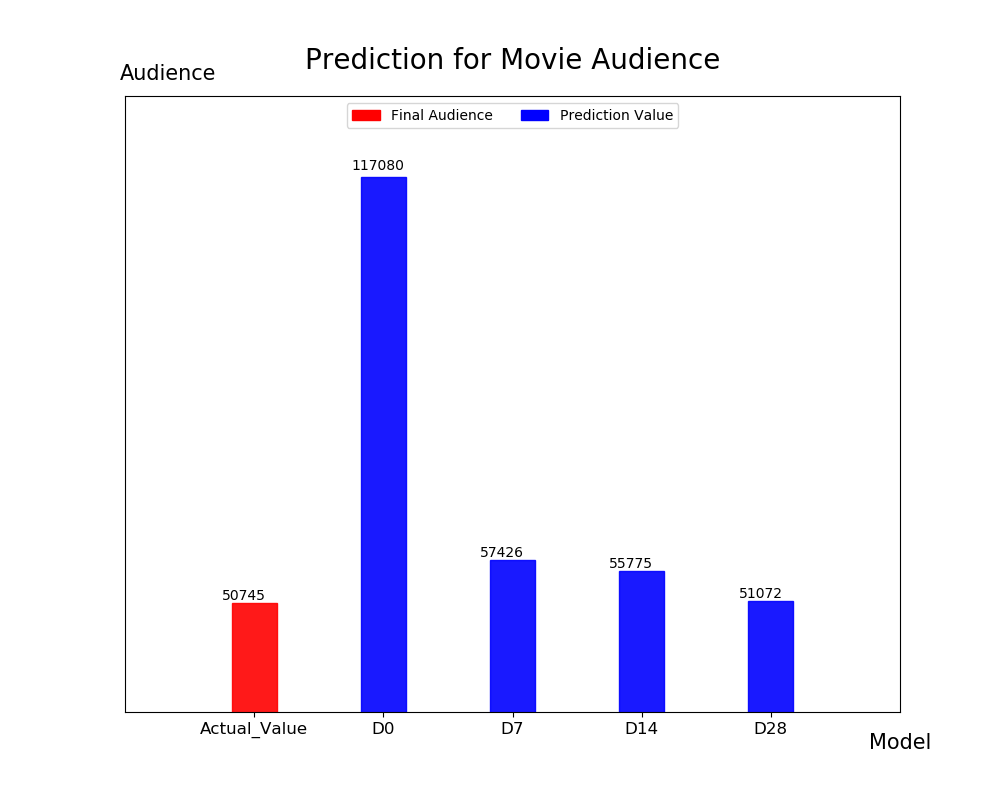 Prediction for Movie Audience
Audience
Final Audience
Prediction Value
117080
57426
55775
51072
50745
Actual_Value
D0
D7
D14
D28
Model